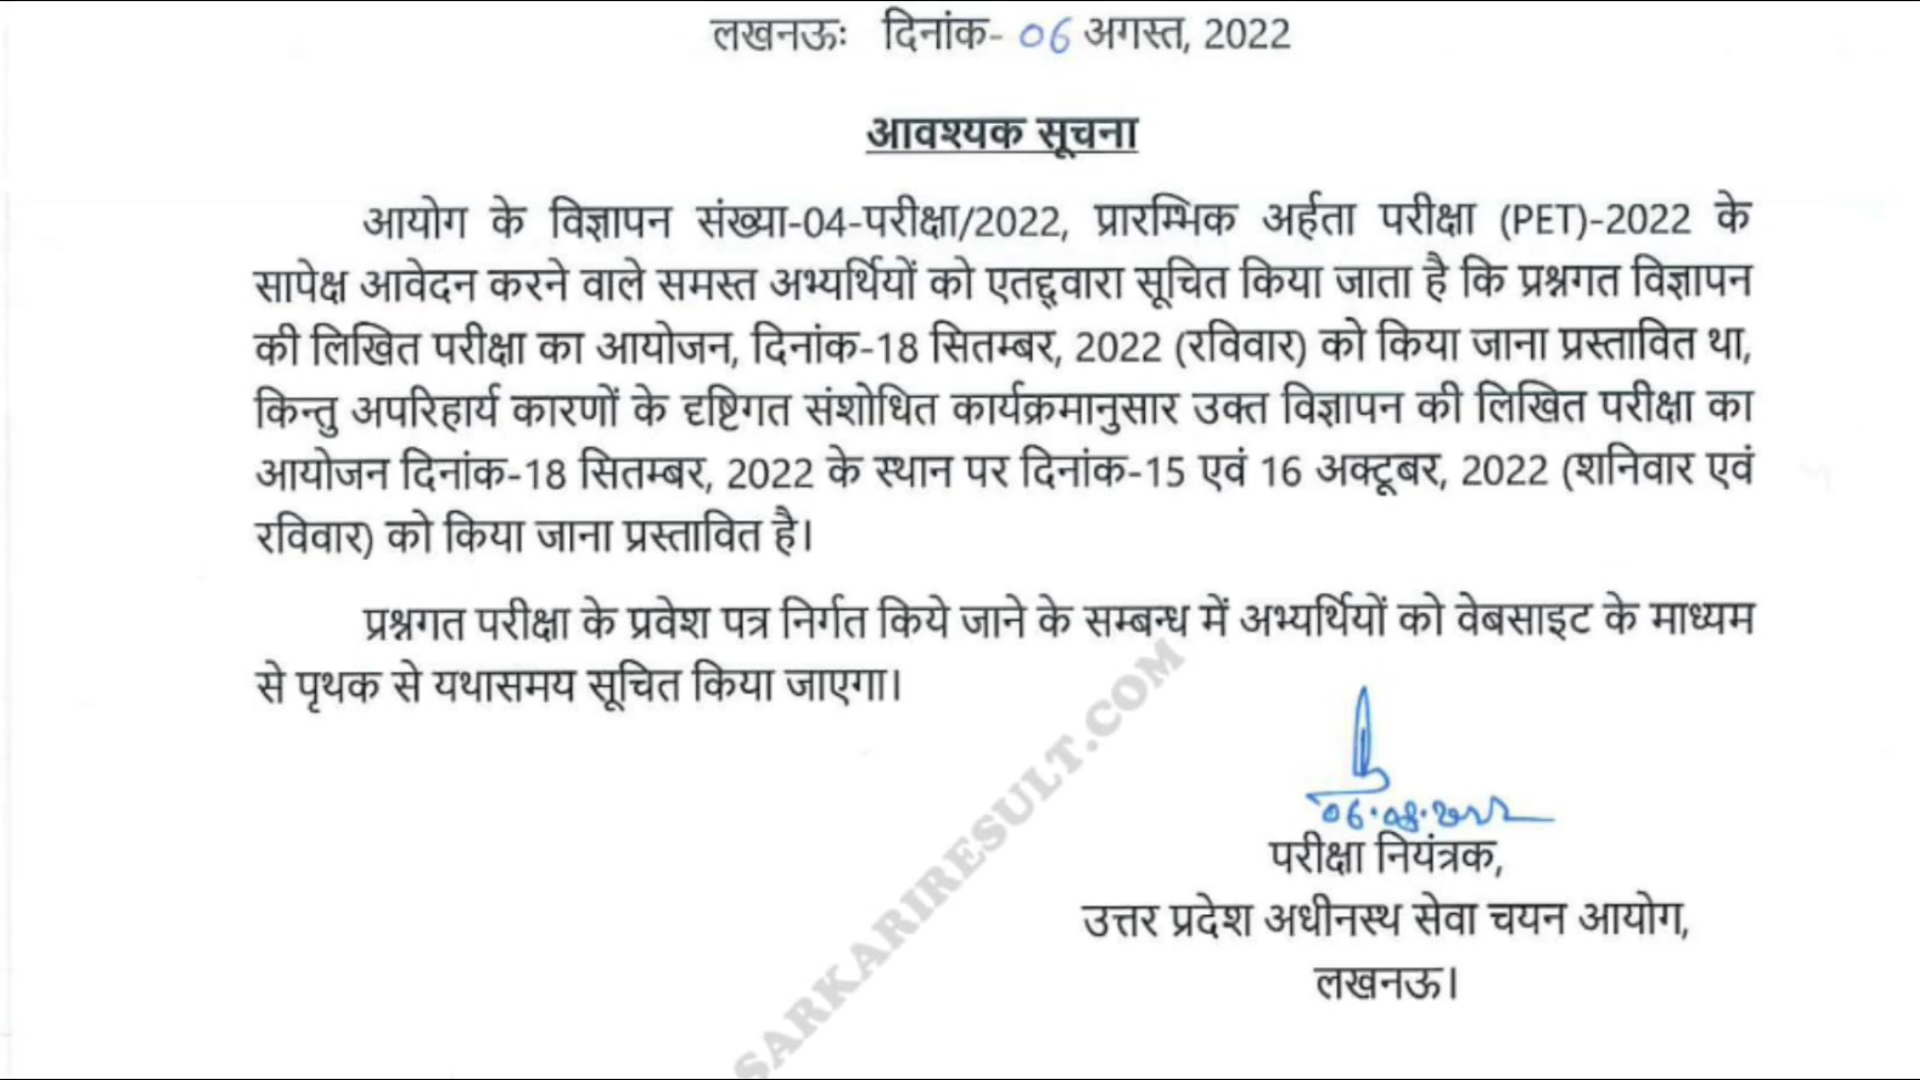 लखनऊः दिनांक- 06 अगस्त, 2022
आवश्यक सूचना
आयोग के विज्ञापन संख्या-04-परीक्षा/2022, प्रारम्भिक अर्हता परीक्षा (PET)-2022 के
सापेक्ष आवेदन करने वाले समस्त अभ्यर्थियों को एतद्द्वारा सूचित किया जाता है कि प्रश्नगत विज्ञापन
की लिखित परीक्षा का आयोजन, दिनांक-18 सितम्बर, 2022 (रविवार) को किया जाना प्रस्तावित था,
किन्तु अपरिहार्य कारणों के दृष्टिगत संशोधित कार्यक्रमानुसार उक्त विज्ञापन की लिखित परीक्षा का
आयोजन दिनांक-18 सितम्बर, 2022 के स्थान पर दिनांक-15 एवं 16 अक्टूबर, 2022 (शनिवार एवं
रविवार) को किया जाना प्रस्तावित है।
प्रश्नगत परीक्षा के प्रवेश पत्र निर्गत किये जाने के सम्बन्ध में अभ्यर्थियों को वेबसाइट के माध्यम
से पृथक से यथासमय सूचित किया जाएगा।
SARKARIRESULT.COM
06.08.2022
परीक्षा नियंत्रक,
उत्तर प्रदेश अधीनस्थ सेवा चयन आयोग,
लखनऊ।